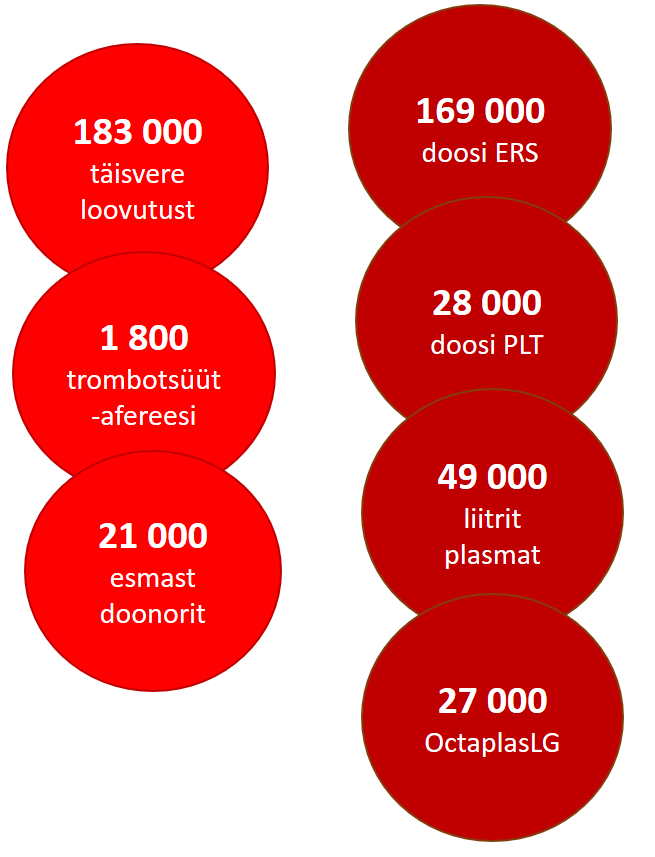 183 000
täisvere
loovutust
1 800
trombotsüüt
-afereesi
21 000
esmast
doonorit
169 000
doosi ERS
28 000
doosi PLT
49 000
liitrit
plasmat
27 000
OctaplasLG